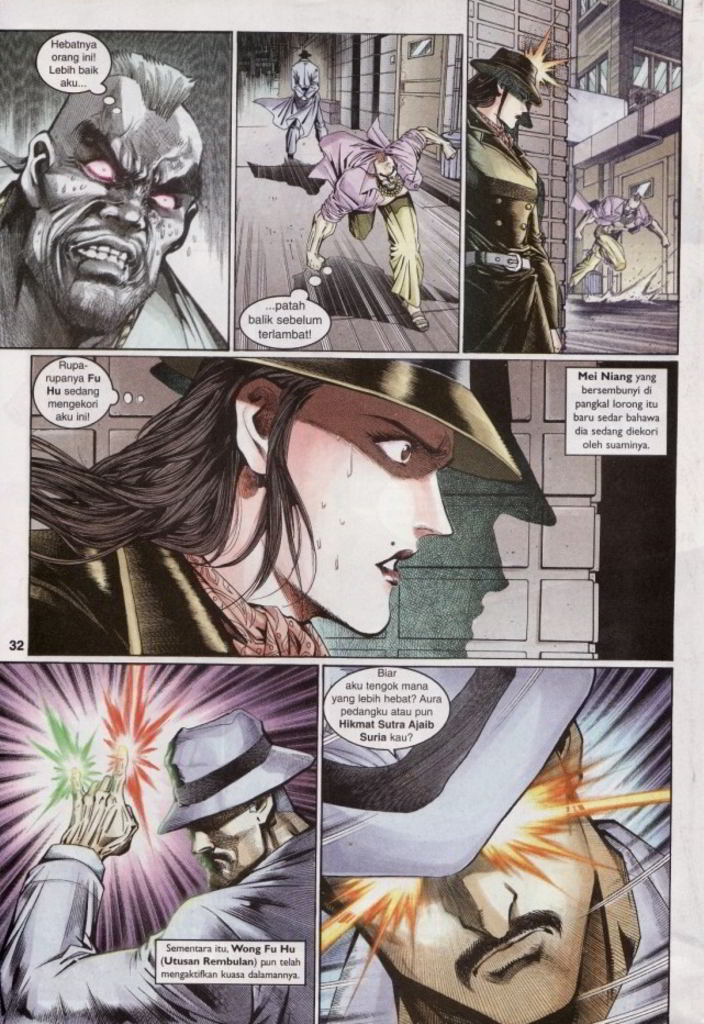 Hebatnya
orang ini!
Lebih baik
aku...
...patah
balik sebelum
terlambat!
Rupa-
rupanya Fu
Hu sedang
mengekori
aku ini!
Mei Niang yang
bersembunyi di
pangkal lorong itu
baru sedar bahawa
dia sedang diekori
oleh suaminya.
32
Sementara itu, Wong Fu Hu
(Utusan Rembulan) pun telah
mengaktifkan kuasa dalamannya.
Biar
aku tengok mana
yang lebih hebat? Aura
pedangku atau pun
Hikmat Sutra Ajaib
Suria kau?